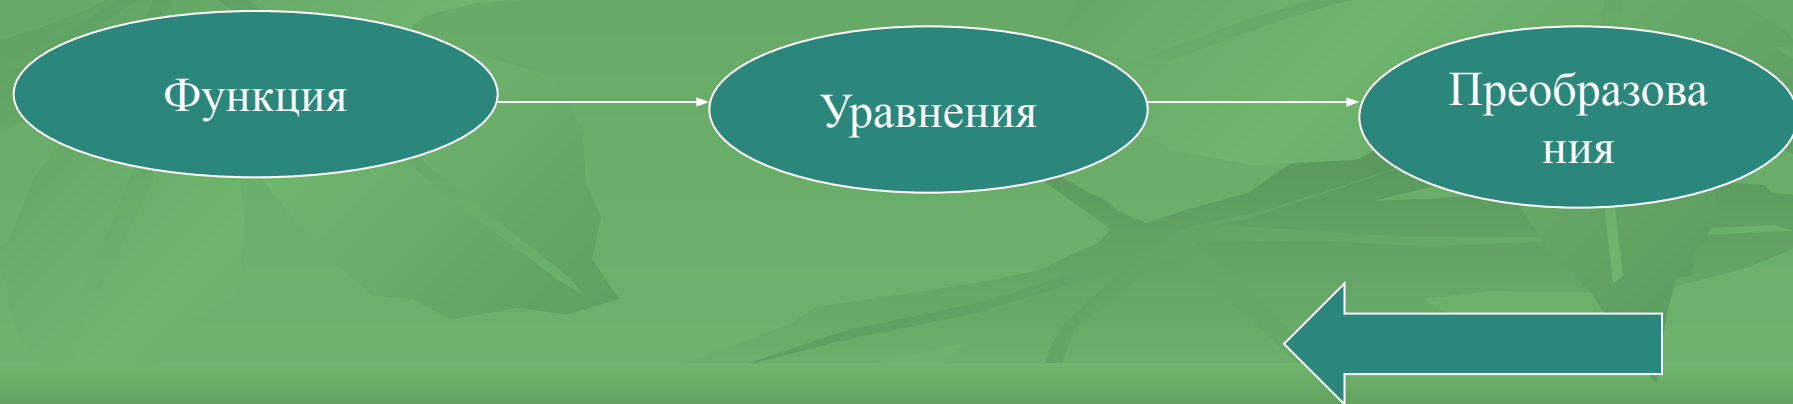 Функция
Уравнения
Преобразова
ния